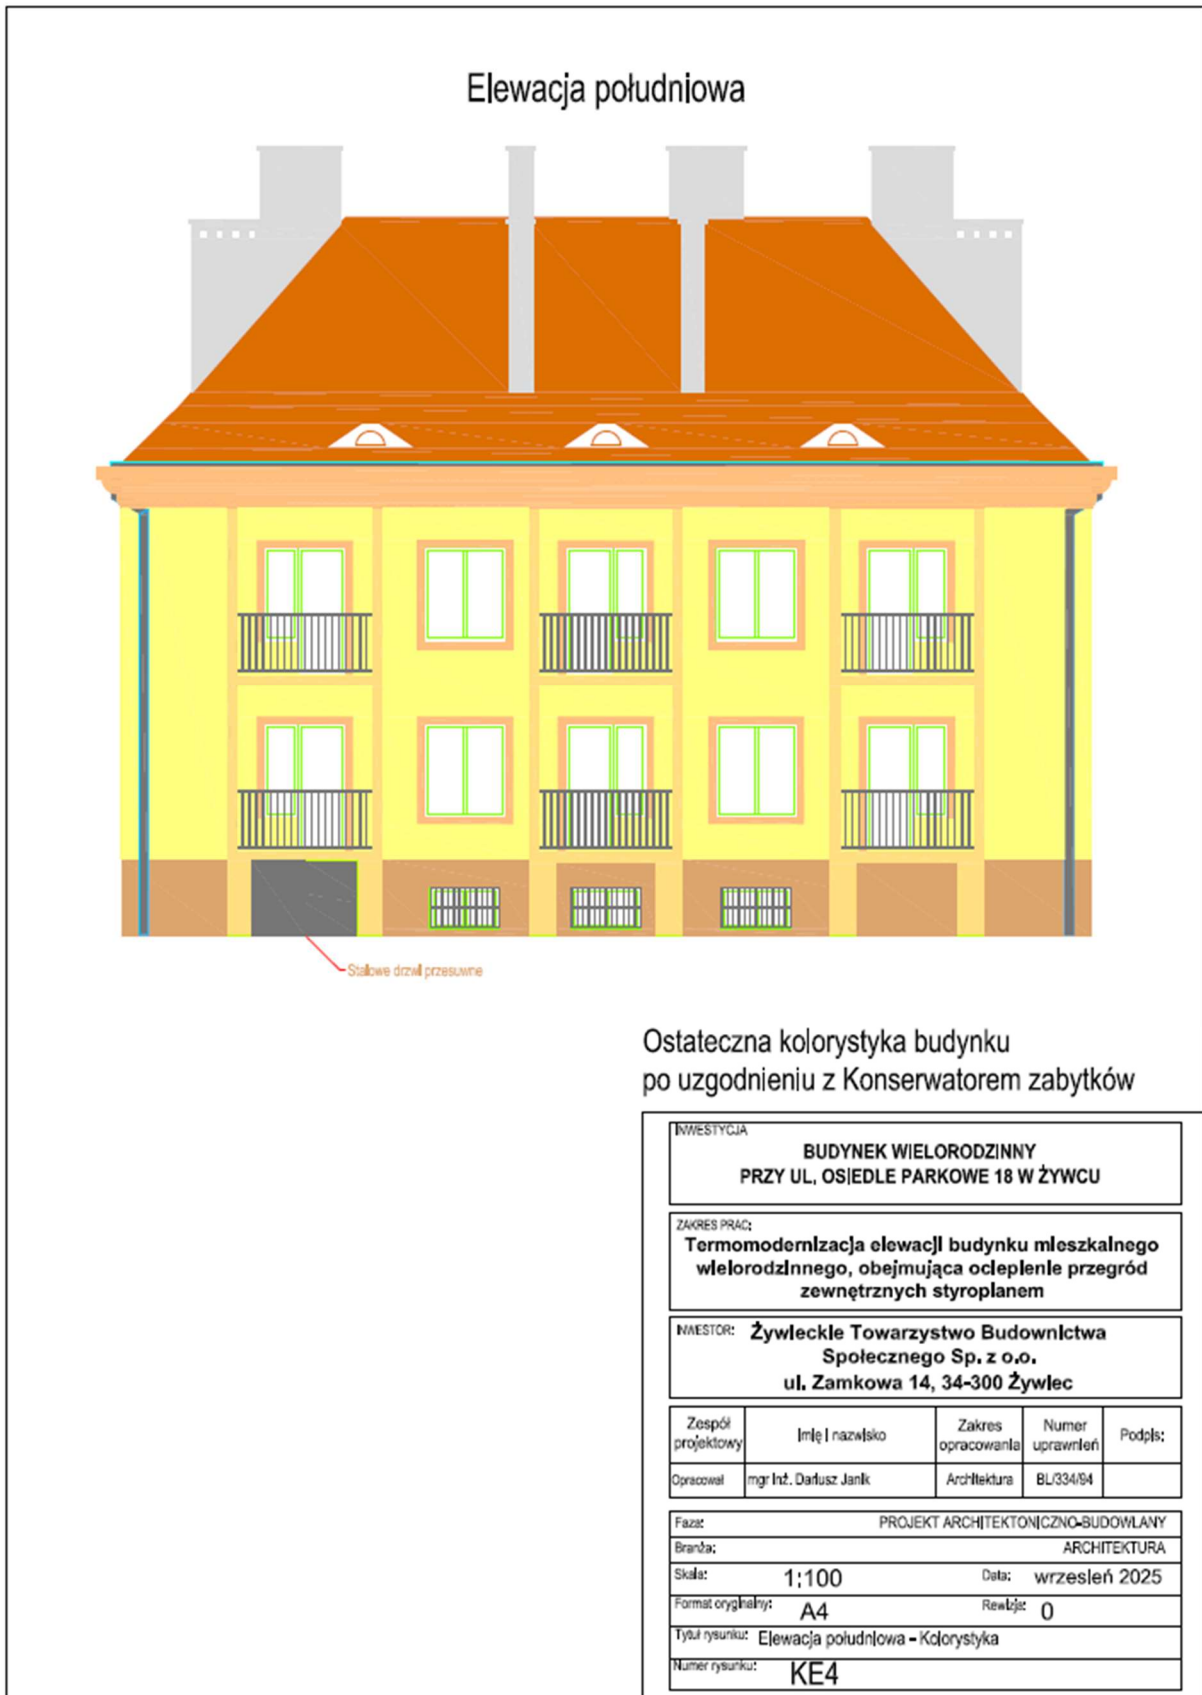 Elewacja południowa
Stalowe drzwi przesuwne
Ostateczna kolorystyka budynku
po uzgodnieniu z Konserwatorem zabytków
INWESTYCJA
BUDYNEK WIELORODZINNY
PRZY UL. OSIEDLE PARKOWE 18 W ŻYWCU
ZAKRES PRAC:
Termomodernizacja elewacji budynku mieszkalnego
wielorodzinnego, obejmująca ocieplenie przegród
zewnętrznych styroplanem
INWESTOR: Żywieckie Towarzystwo Budownictwa
Społecznego Sp. z o.o.
ul. Zamkowa 14, 34-300 Żywiec
Zespół projektowy Imię i nazwisko Zakres opracowania Numer uprawnień Podpis:
Opracował mgr inż. Dariusz Janik Architektura BL/334/94
Faza: PROJEKT ARCHITEKTONICZNO-BUDOWLANY
Branża: ARCHITEKTURA
Skala: 1:100 Data: wrzesień 2025
Format oryginalny: A4 Rewizja: 0
Tytuł rysunku: Elewacja południowa - Kolorystyka
Numer rysunku: KE4